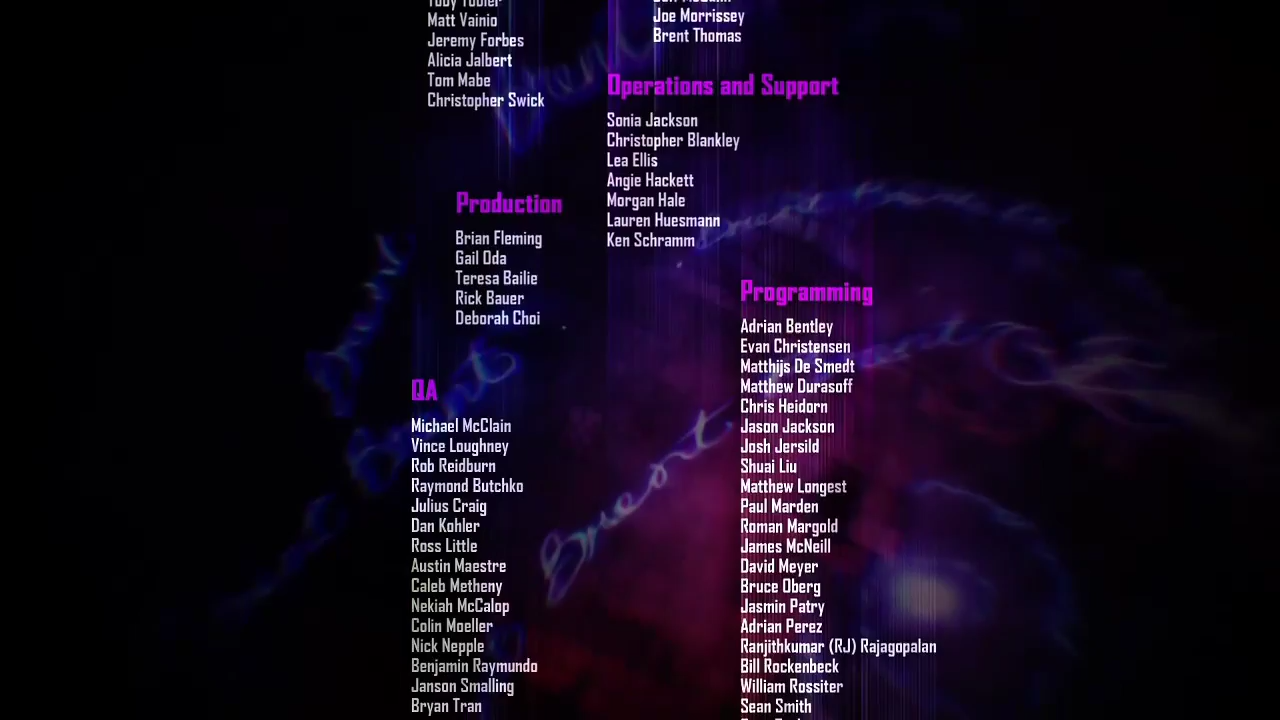 Matt Vainio
Jeremy Forbes
Alicia Jalbert
Tom Mabe
Christopher Swick
Joe Morrissey
Brent Thomas
Operations and Support
Sonia Jackson
Christopher Blankley
Lea Ellis
Angie Hackett
Morgan Hale
Lauren Huesmann
Ken Schramm
Production
Brian Fleming
Gail Oda
Teresa Bailie
Rick Bauer
Deborah Choi
Programming
Adrian Bentley
Evan Christensen
Matthijs De Smedt
Matthew Durasoff
Chris Heidorn
Jason Jackson
Josh Jersild
Shuai Liu
Matthew Longest
Paul Marden
Roman Margold
James McNeill
David Meyer
Bruce Oberg
Jasmin Patry
Adrian Perez
Ranjithkumar (RJ) Rajagopalan
Bill Rockenbeck
William Rossiter
Sean Smith
QA
Michael McClain
Vince Loughney
Rob Reidburn
Raymond Butchko
Julius Craig
Dan Kohler
Ross Little
Austin Maestre
Caleb Metheny
Nekiah McCalop
Colin Moeller
Nick Nepple
Benjamin Raymundo
Janson Smalling
Bryan Tran